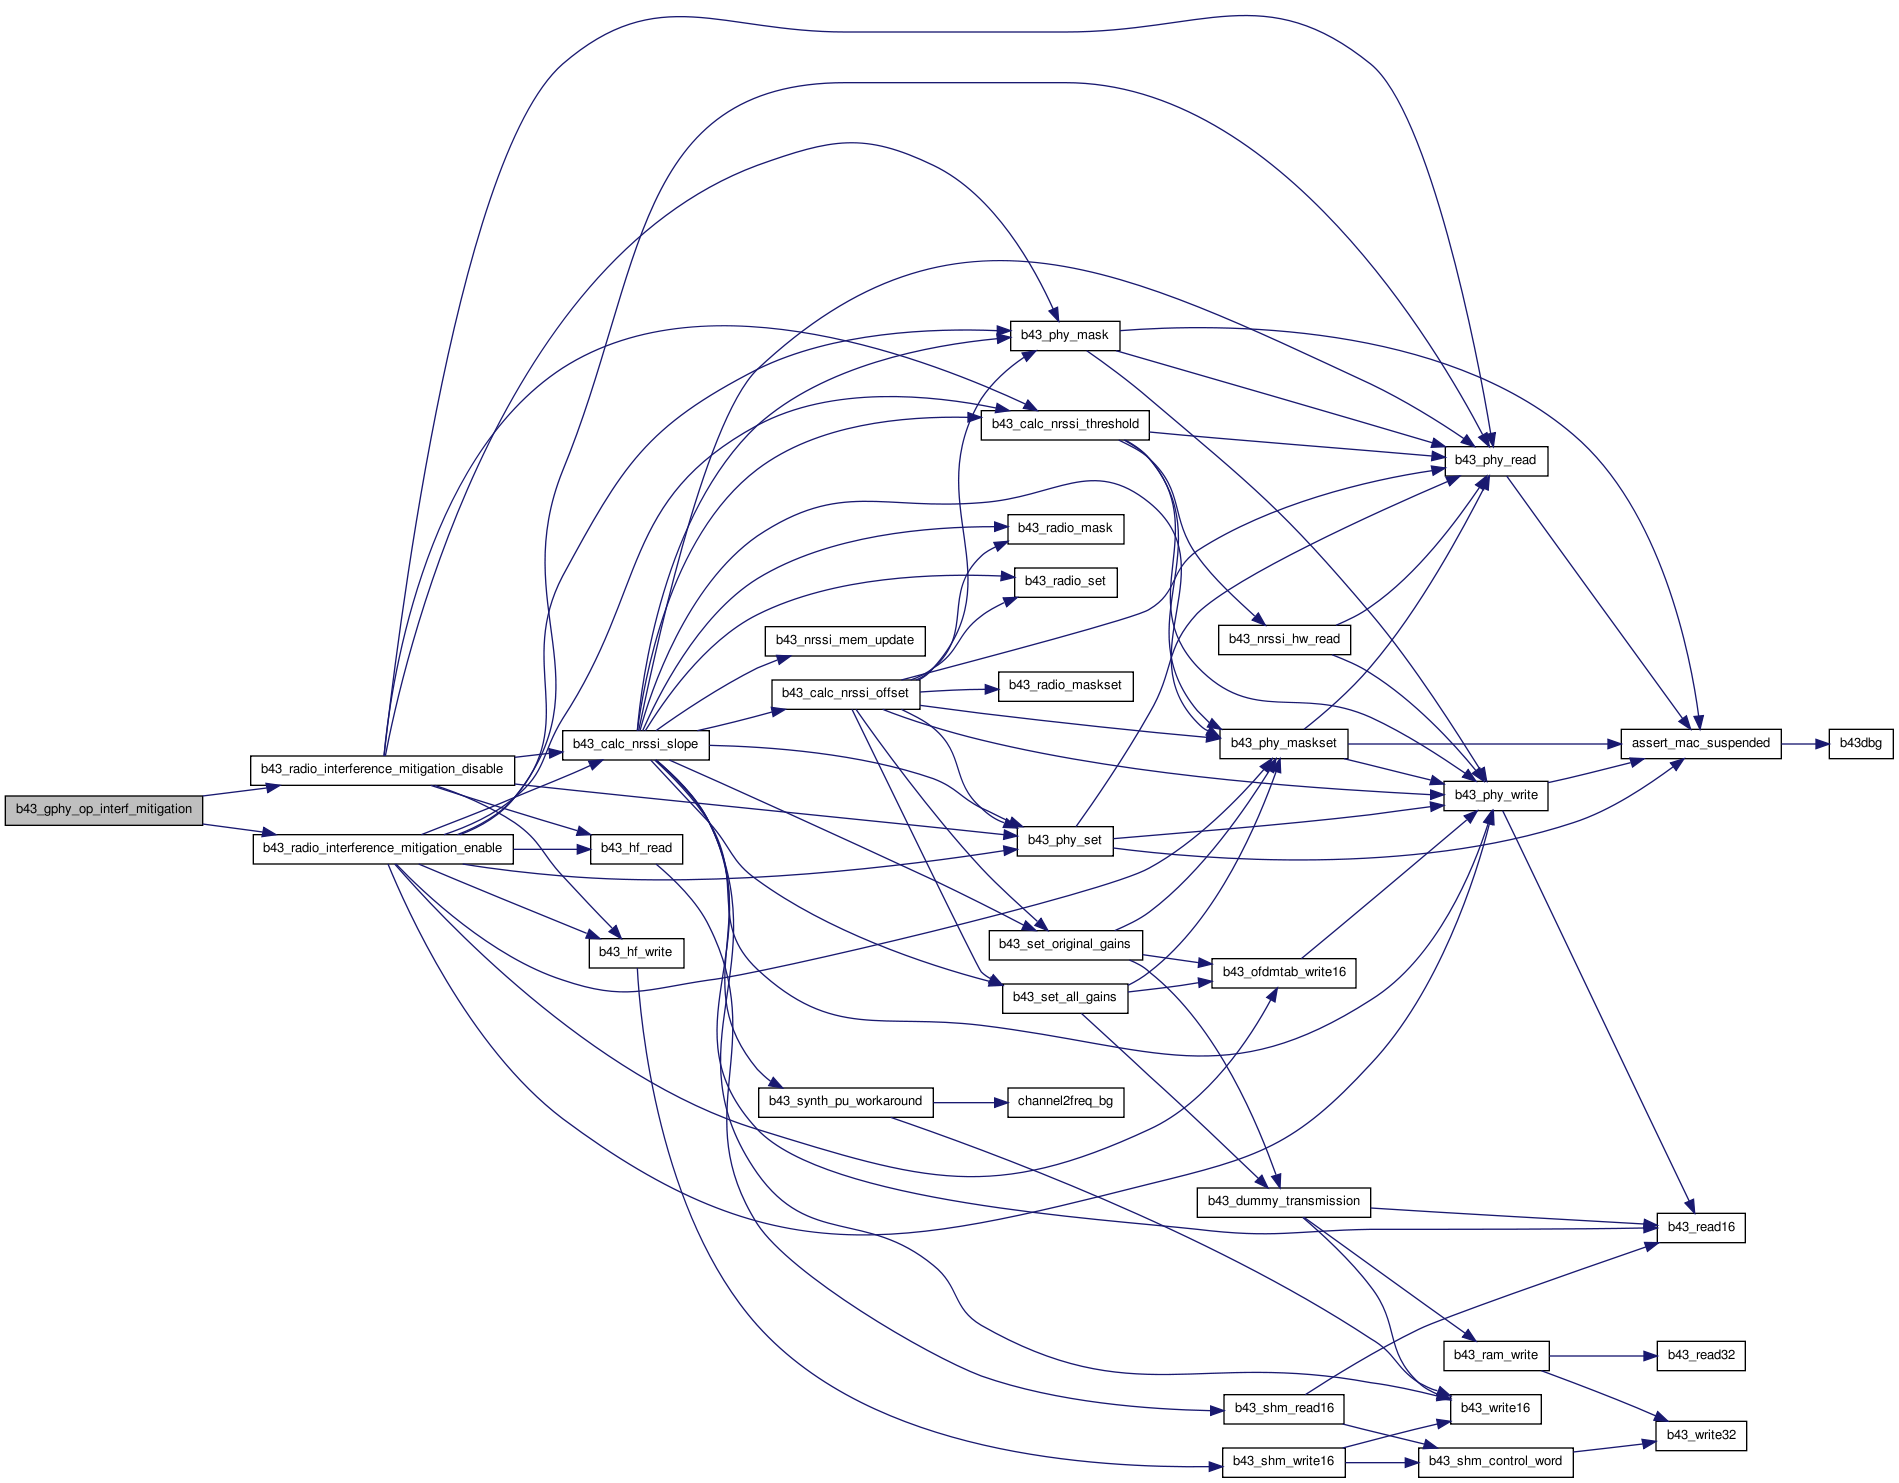 b43_phy_mask
b43_calc_nrssi_threshold
b43_phy_read
b43_radio_mask
b43_radio_set
b43_nrssi_mem_update
b43_nrssi_hw_read
b43_calc_nrssi_offset
b43_radio_maskset
b43_calc_nrssi_slope
b43_phy_maskset
assert_mac_suspended
b43dbg
b43_radio_interference_mitigation_disable
b43_gphy_op_interf_mitigation
b43_phy_write
b43_radio_interference_mitigation_enable
b43_hf_read
b43_phy_set
b43_hf_write
b43_set_original_gains
b43_ofdmtab_write16
b43_set_all_gains
b43_synth_pu_workaround
channel2freq_bg
b43_dummy_transmission
b43_read16
b43_ram_write
b43_read32
b43_shm_read16
b43_write16
b43_write32
b43_shm_write16
b43_shm_control_word